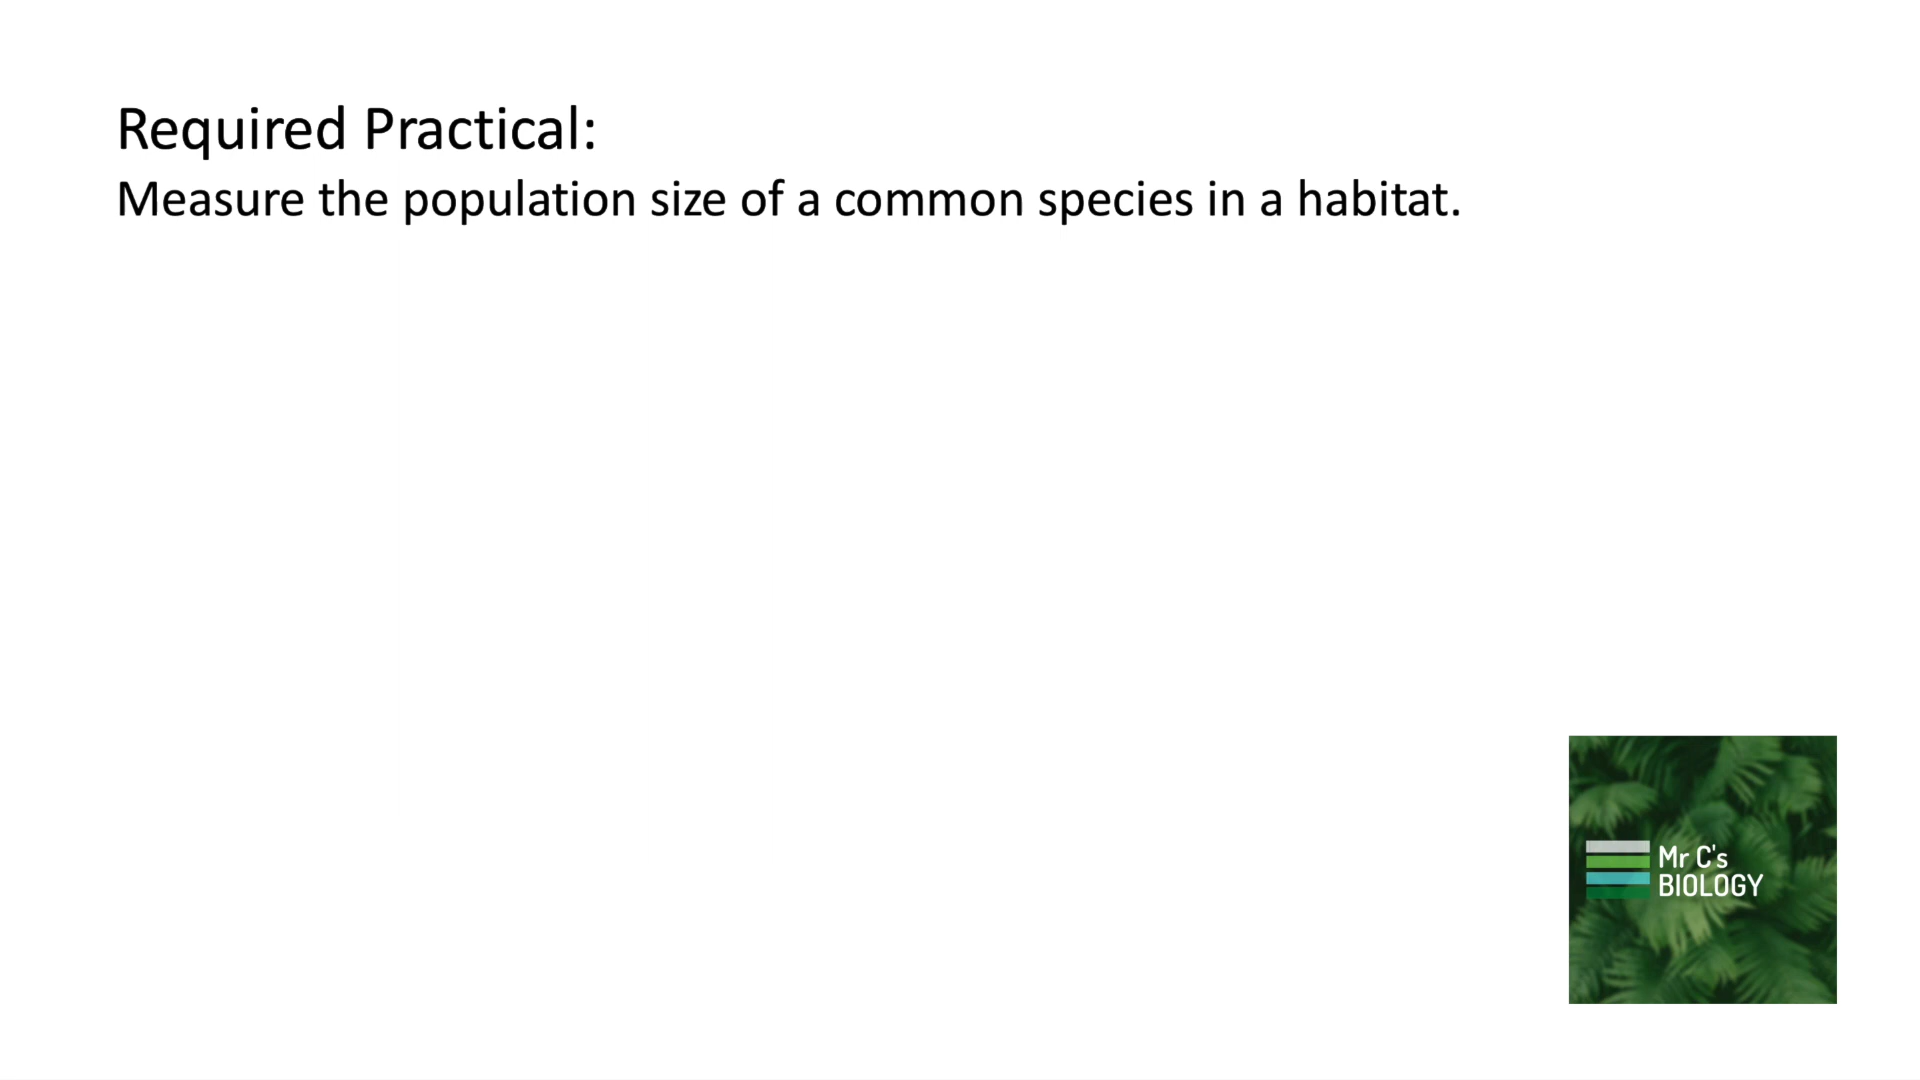 Required Practical:
Measure the population size of a common species in a habitat.
Mr C's
BIOLOGY